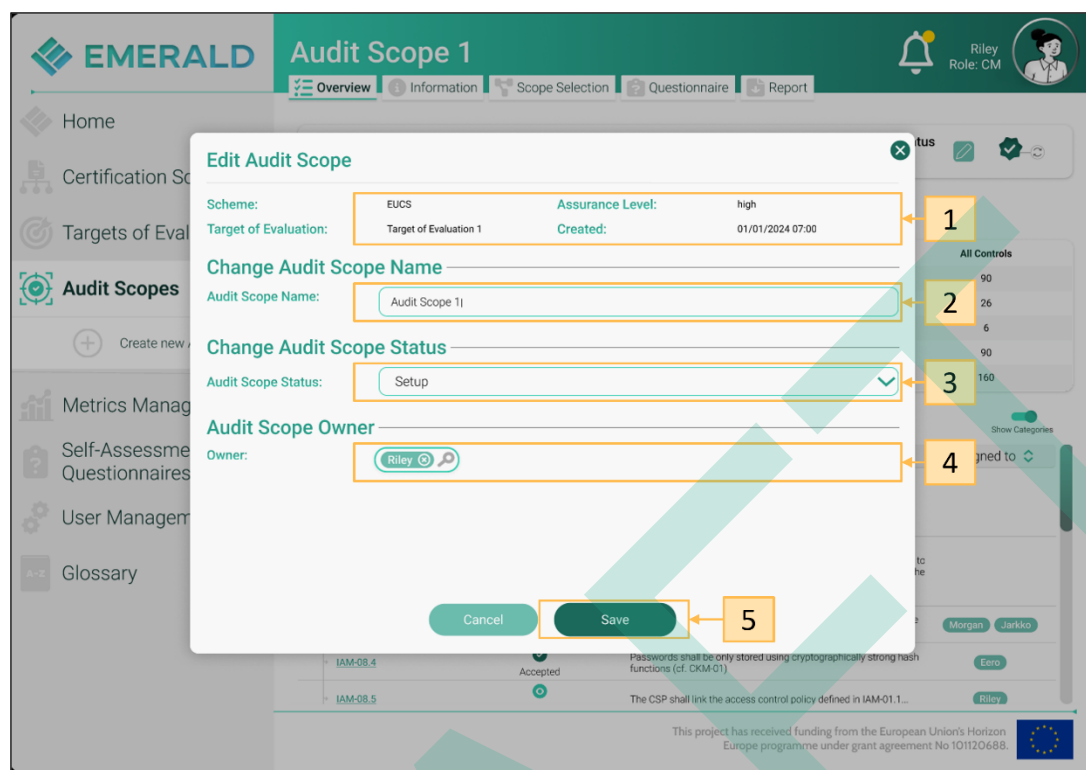 EMERALD
Audit Scope 1
Riley
Role: CM
Overview Information Scope Selection Questionnaire Report
Home
Certification Sc
Targets of Eval
Audit Scopes
Create new
Metrics Manag
Self-Assessme
Questionnaires
User Managem
A-Z Glossary
tus
Edit Audit Scope
Scheme: EUCS Assurance Level: high
Target of Evaluation: Target of Evaluation 1 Created: 01/01/2024 07:00
1
Change Audit Scope Name
Audit Scope Name: Audit Scope 1
2
Change Audit Scope Status
Audit Scope Status: Setup
3
Audit Scope Owner
Owner: Riley
4
Cancel Save
5
All Controls
90
26
6
90
160
Show Categories
gned to
to
he
e Morgan Jarkko
IAM-08.4 Accepted Passwords shall be only stored using cryptographically strong hash
functions (cf. CKM-01) Eero
IAM-08.5 The CSP shall link the access control policy defined in IAM-01.1... Riley
This project has received funding from the European Union's Horizon
Europe programme under grant agreement No 101120688.